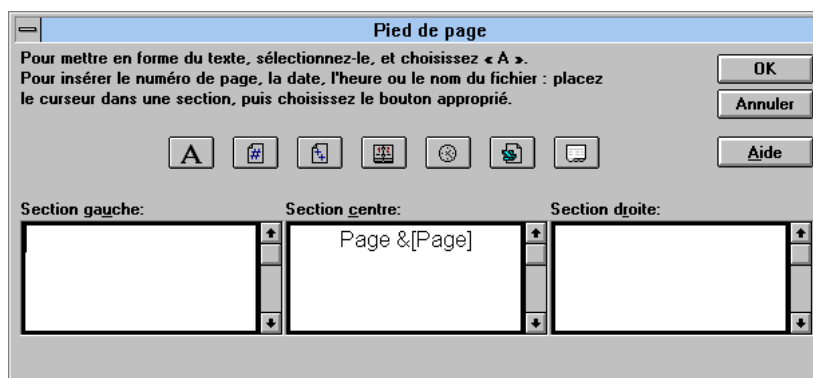 Pied de page
Pour mettre en forme du texte, sélectionnez-le, et choisissez « A ».
Pour insérer le numéro de page, la date, l'heure ou le nom du fichier : placez
le curseur dans une section, puis choisissez le bouton approprié.
OK
Annuler
Aide
A
#
Section gauche:
Section centre:
Section droite:
Page &[Page]